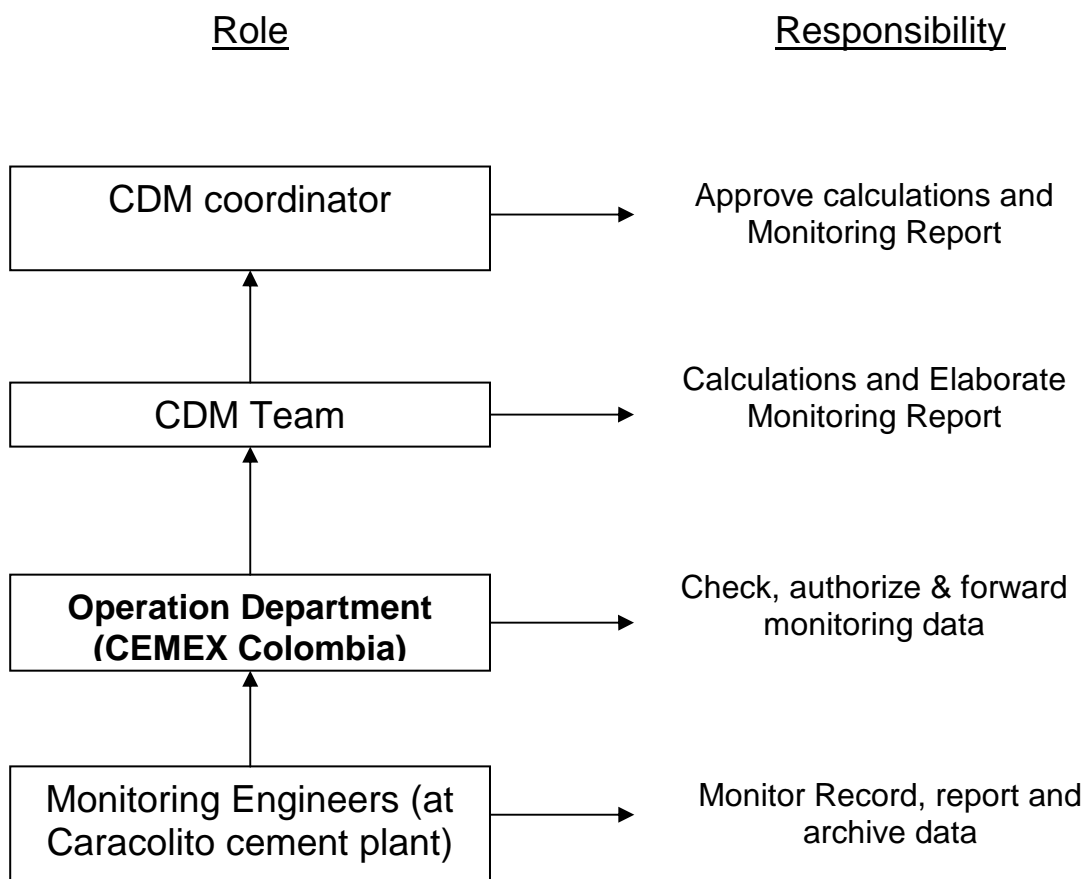 Role
Responsibility
CDM coordinator
Approve calculations and
Monitoring Report
CDM Team
Calculations and Elaborate
Monitoring Report
Operation Department
(CEMEX Colombia)
Check, authorize & forward
monitoring data
Monitoring Engineers (at
Caracolito cement plant)
Monitor Record, report and
archive data